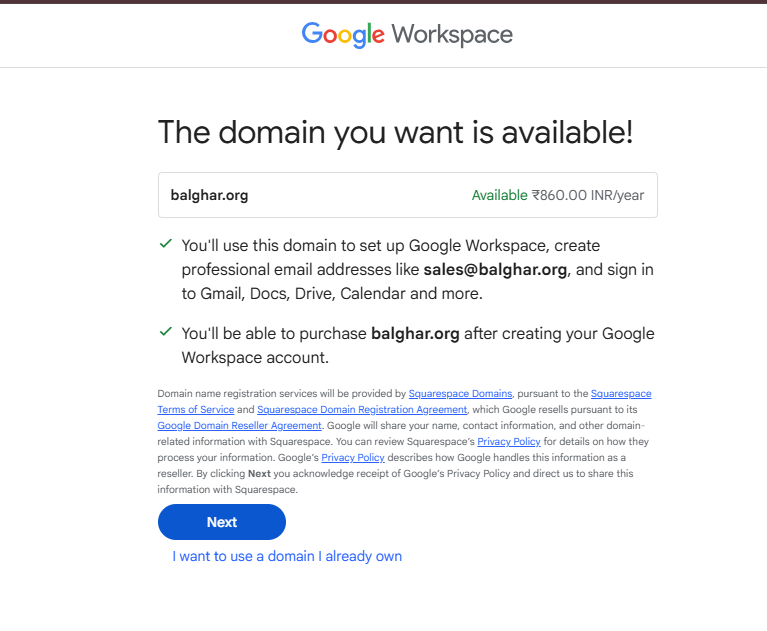 Google Workspace
The domain you want is available!
balghar.org Available ₹860.00 INR/year
You'll use this domain to set up Google Workspace, create
professional email addresses like sales@balghar.org, and sign in
to Gmail, Docs, Drive, Calendar and more.
You'll be able to purchase balghar.org after creating your Google
Workspace account.
Domain name registration services will be provided by Squarespace Domains, pursuant to the Squarespace
Terms of Service and Squarespace Domain Registration Agreement, which Google resells pursuant to its
Google Domain Reseller Agreement. Google will share your name, contact information, and other domain-
related information with Squarespace. You can review Squarespace's Privacy Policy for details on how they
process your information. Google's Privacy Policy describes how Google handles this information as a
reseller. By clicking Next you acknowledge receipt of Google's Privacy Policy and direct us to share this
information with Squarespace.
Next
I want to use a domain I already own